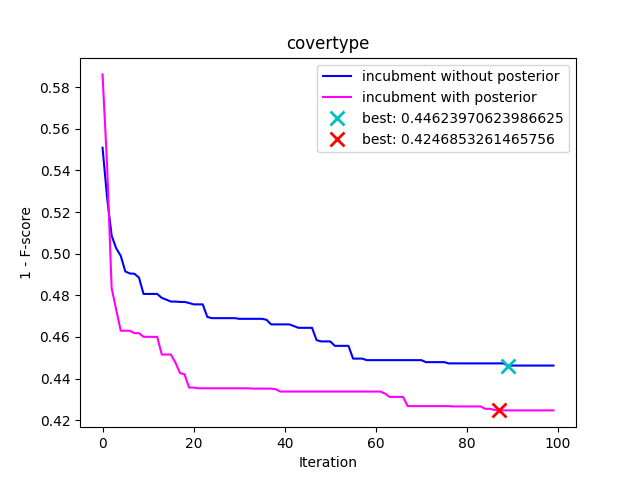 covertype
incubment without posterior
incubment with posterior
best: 0.44623970623986625
best: 0.4246853261465756
1 - F-score
0.58
0.56
0.54
0.52
0.50
0.48
0.46
0.44
0.42
0 20 40 60 80 100
Iteration